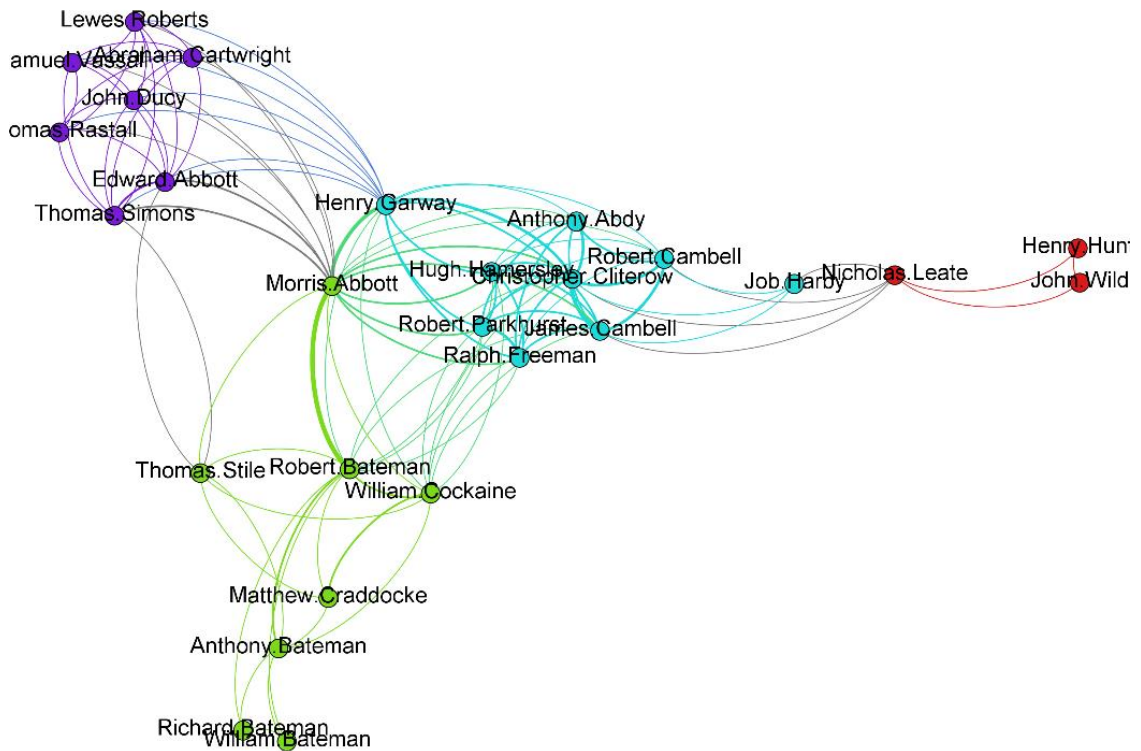 Lewes.Roberts
Abraham.Cartwright
amuel.Vassal
John.Ducy
omas.Rastall
Edward.Abbott
Thomas.Simons
Henry.Garway
Anthony.Abdy
Robert.Cambell
Henry.Hunt
Hugh.Hamersley
Christopher.Cliterow
Nicholas.Leate
Job.Harby
John.Wild
Morris.Abbott
Robert.Parkhurst
James.Cambell
Ralph.Freeman
Thomas.Stile
Robert.Bateman
William.Cockaine
Matthew.Craddocke
Anthony.Bateman
Richard.Bateman
William.Bateman